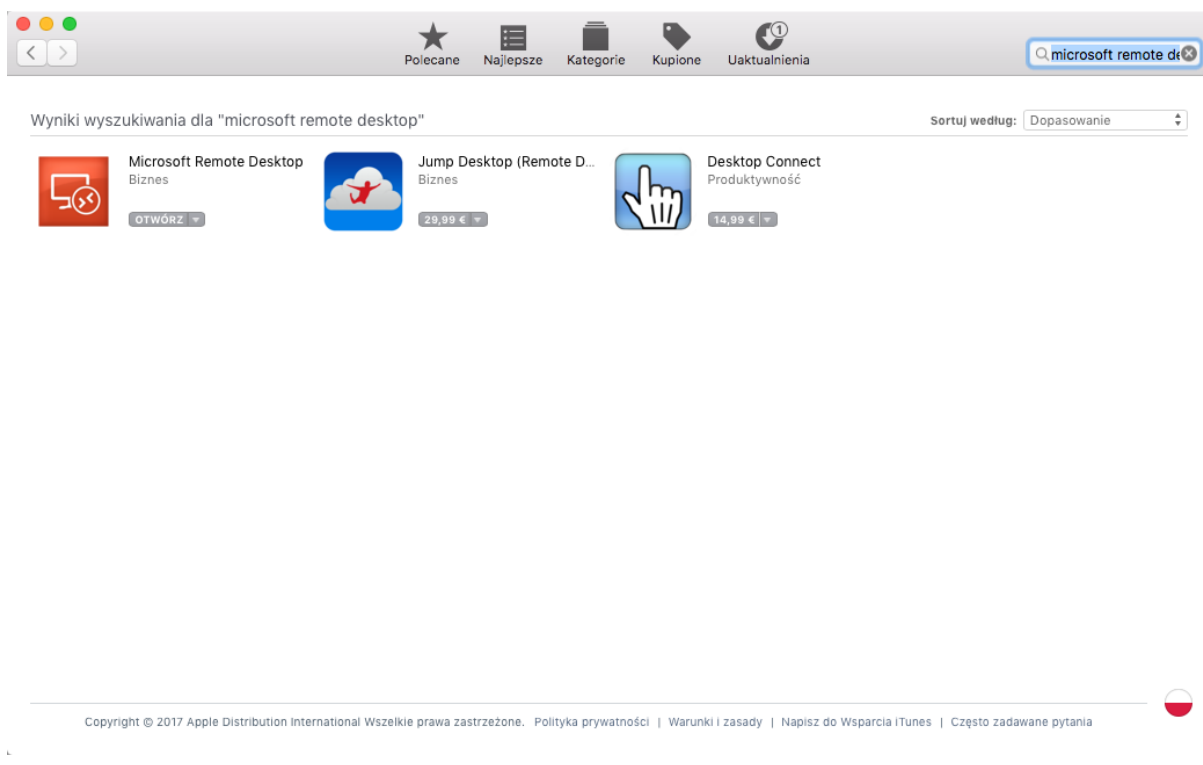 1
Polecane Najlepsze Kategorie Kupione Uaktualnienia
microsoft remote de
Wyniki wyszukiwania dla "microsoft remote desktop"
Sortuj według: Dopasowanie
Microsoft Remote Desktop
Biznes
OTWÓRZ
Jump Desktop (Remote D...
Biznes
29,99 €
Desktop Connect
Produktywność
14,99 €
Copyright © 2017 Apple Distribution International Wszelkie prawa zastrzeżone. Polityka prywatności | Warunki i zasady | Napisz do Wsparcia iTunes | Często zadawane pytania